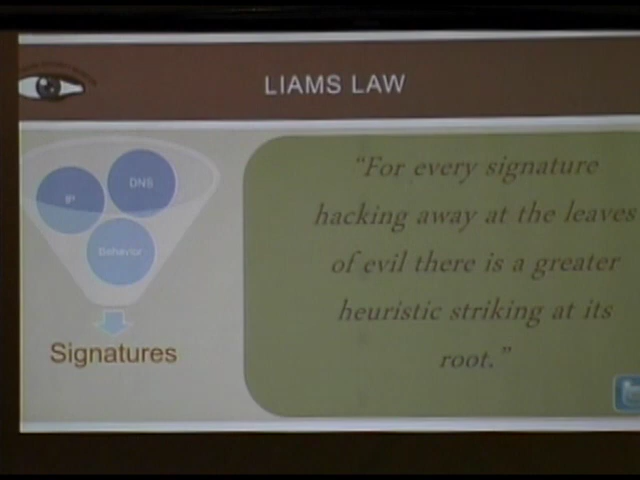 LIAMS LAW
IP
DNS
Behavior
Signatures
"For every signature
hacking away at the leaves
of evil there is a greater
heuristic striking at its
root."